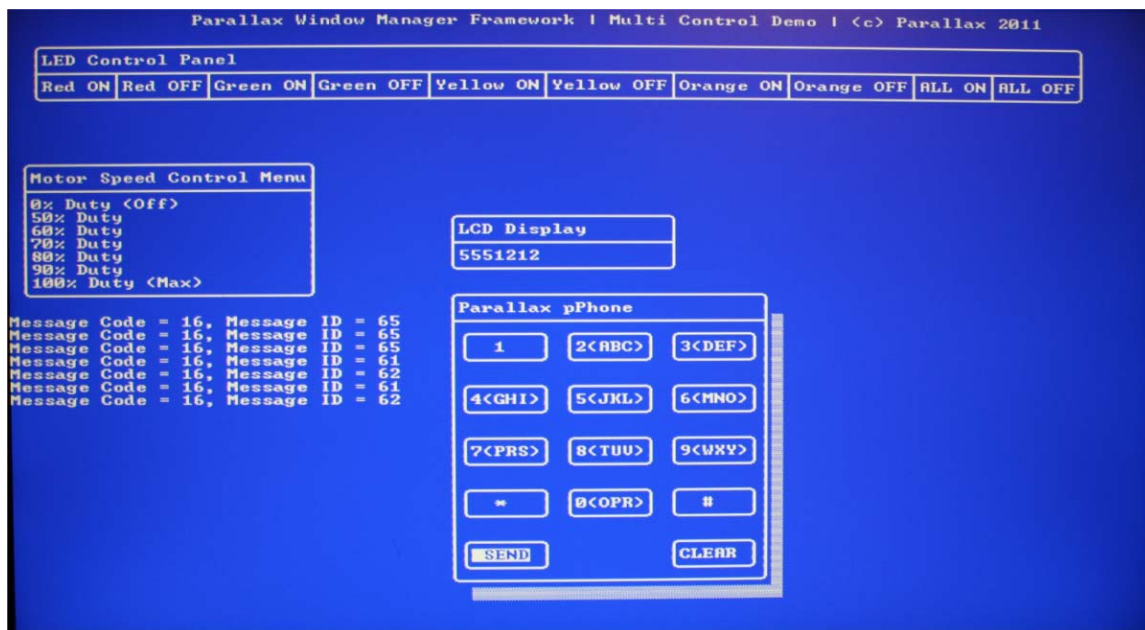 Parallax Window Manager Framework | Multi Control Demo | (c) Parallax 2011
LED Control Panel
Red ON Red OFF Green ON Green OFF Yellow ON Yellow OFF Orange ON Orange OFF ALL ON ALL OFF
Motor Speed Control Menu
0% Duty (Off)
50% Duty
60% Duty
70% Duty
80% Duty
90% Duty
100% Duty (Max)
Message Code = 16, Message ID = 65
Message Code = 16, Message ID = 65
Message Code = 16, Message ID = 65
Message Code = 16, Message ID = 61
Message Code = 16, Message ID = 62
Message Code = 16, Message ID = 61
Message Code = 16, Message ID = 62
LCD Display
5551212
Parallax pPhone
1 2(ABC) 3(DEF)
4(GHI) 5(JKL) 6(MNO)
7(PRS) 8(TUV) 9(WXY)
* 0(OPR) #
SEND CLEAR